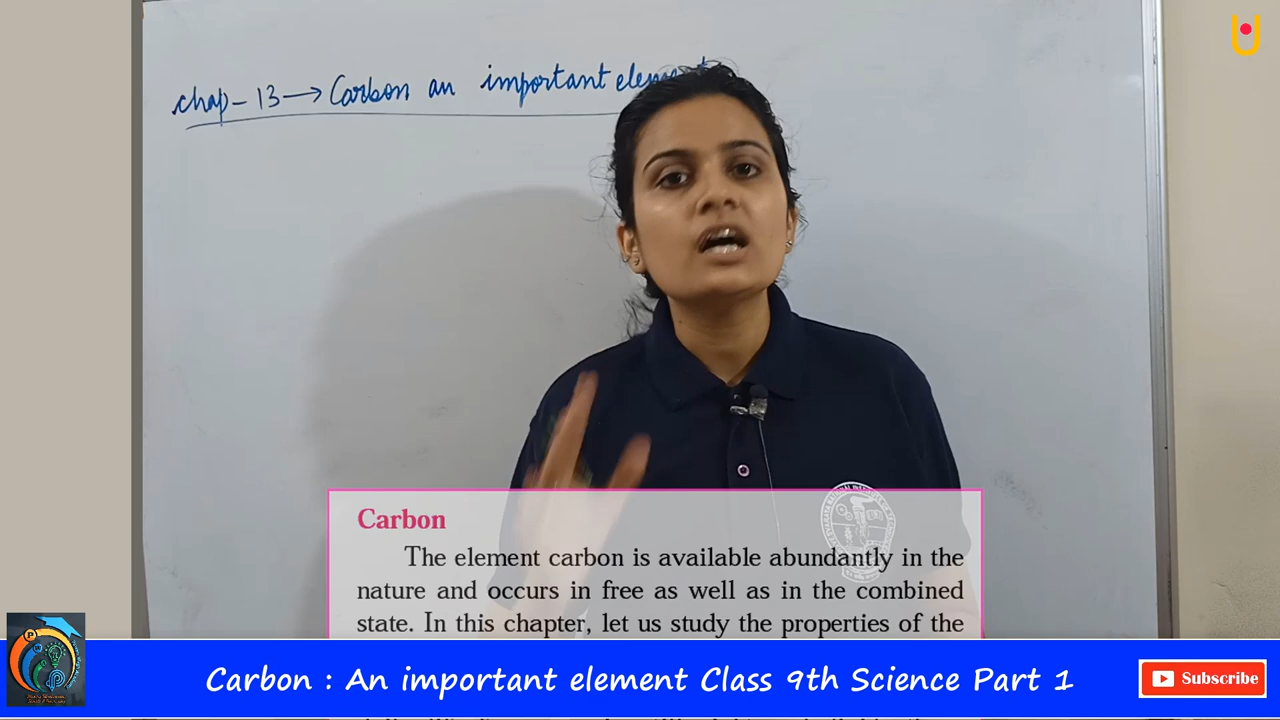 chap-13→Carbon an important element
Carbon
The element carbon is available abundantly in the
nature and occurs in free as well as in the combined
state. In this chapter, let us study the properties of the
Carbon : An important element Class 9th Science Part 1
Subscribe